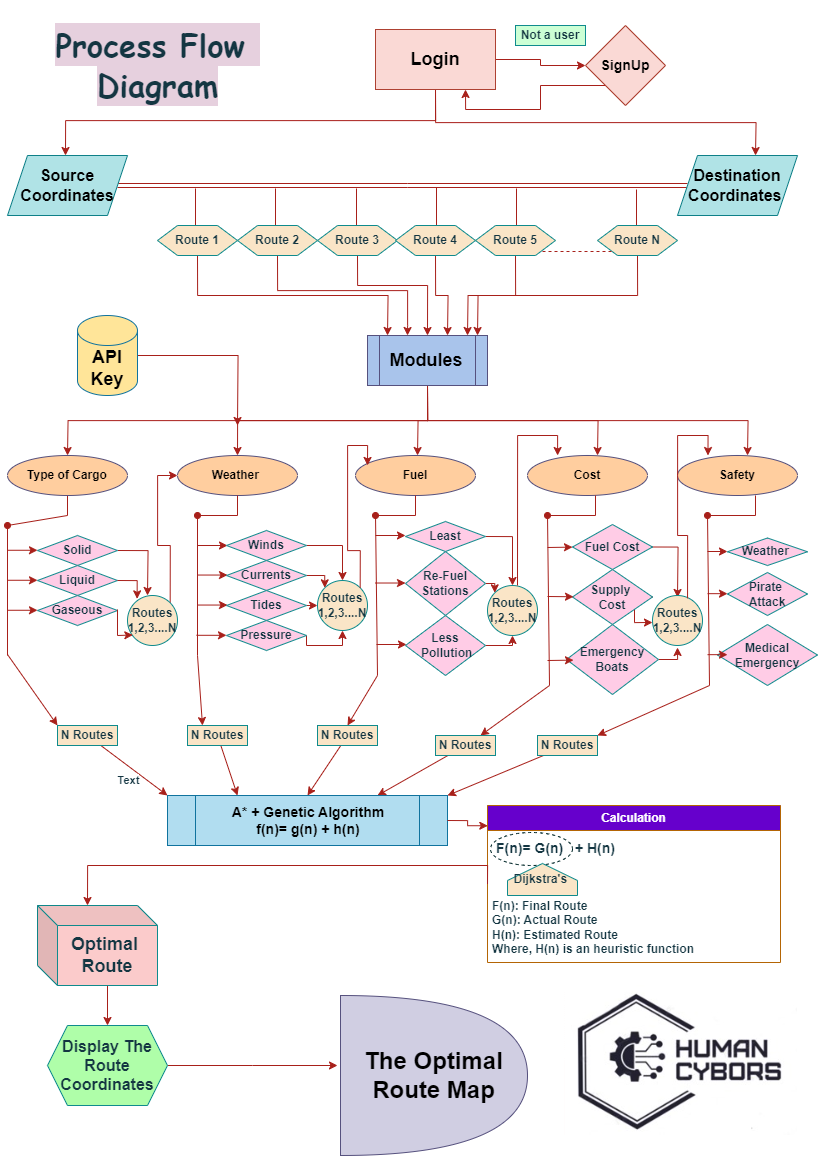 Process Flow
Diagram
Login
Not a user
SignUp
Source
Coordinates
Destination
Coordinates
Route 1
Route 2
Route 3
Route 4
Route 5
Route N
API
Key
Modules
Type of Cargo
Weather
Fuel
Cost
Safety
Solid
Liquid
Gaseous
Routes
1,2,3....N
Winds
Currents
Tides
Pressure
Routes
1,2,3....N
Least
Re-Fuel
Stations
Less
Pollution
Routes
1,2,3....N
Fuel Cost
Supply
Cost
Emergency
Boats
Routes
1,2,3....N
Weather
Pirate
Attack
Medical
Emergency
N Routes
N Routes
N Routes
N Routes
N Routes
Text
A* + Genetic Algorithm
f(n)= g(n) + h(n)
Calculation
F(n)= G(n) + H(n)
Dijkstra's
F(n): Final Route
G(n): Actual Route
H(n): Estimated Route
Where, H(n) is an heuristic function
Optimal
Route
Display The
Route
Coordinates
The Optimal
Route Map
HUMAN
CYBORS